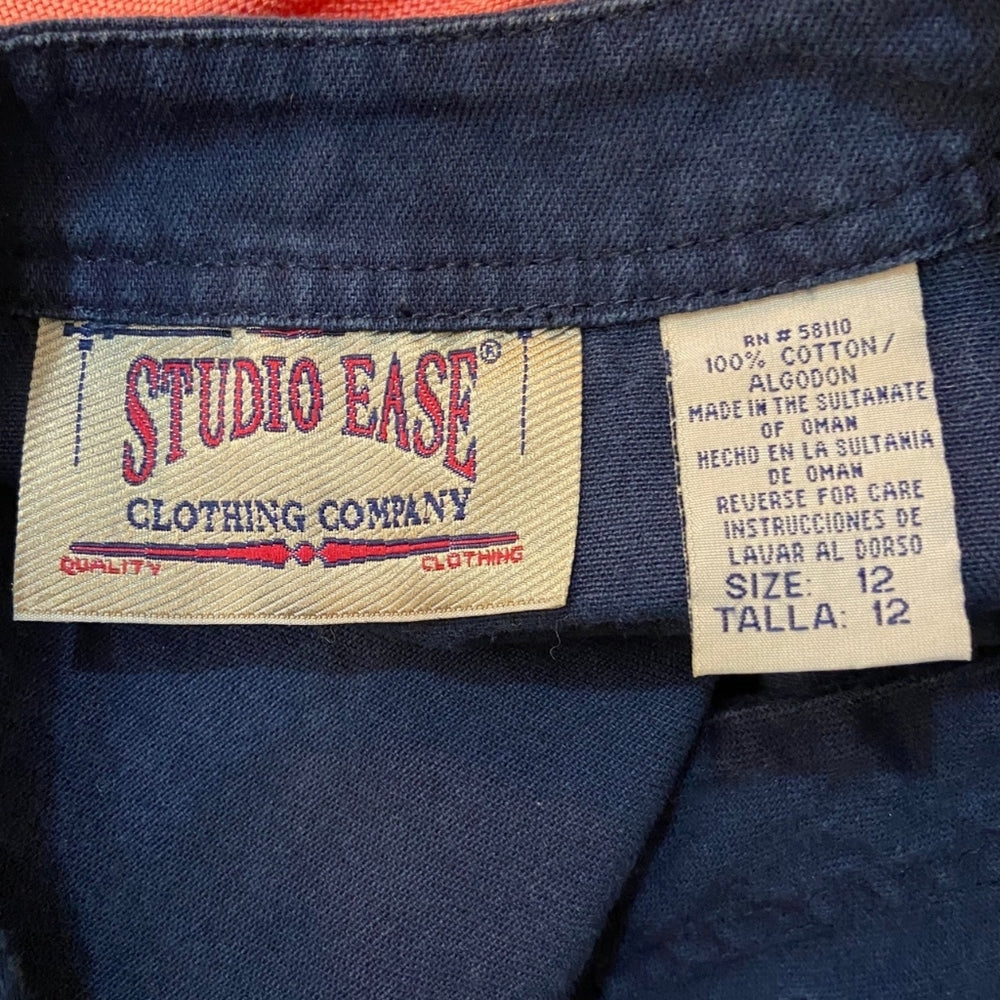 STUDIO EASE®
CLOTHING COMPANY
QUALITY CLOTHING
RN # 58110
100% COTTON/
ALGODON
MADE IN THE SULTANATE
OF OMAN
HECHO EN LA SULTANIA
DE OMAN
REVERSE FOR CARE
INSTRUCCIONES DE
LAVAR AL DORSO
SIZE: 12
TALLA: 12